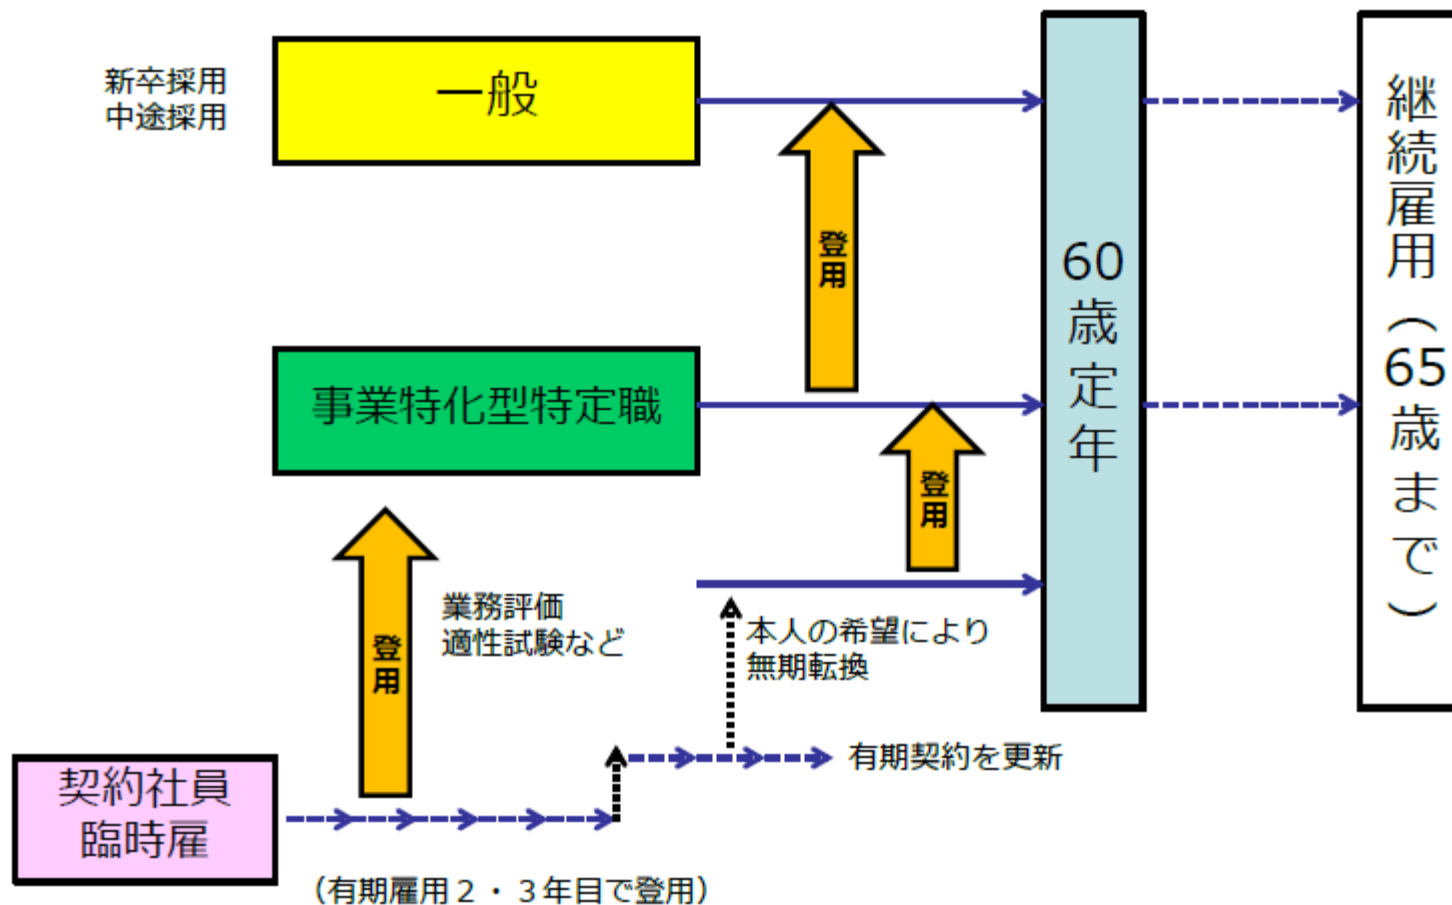 新卒採用
中途採用
一般
登用
事業特化型特定職
登用
登用
業務評価
適性試験など
本人の希望により
無期転換
有期契約を更新
契約社員
臨時雇
（有期雇用２・３年目で登用）
60歳定年
継続雇用（65歳まで）